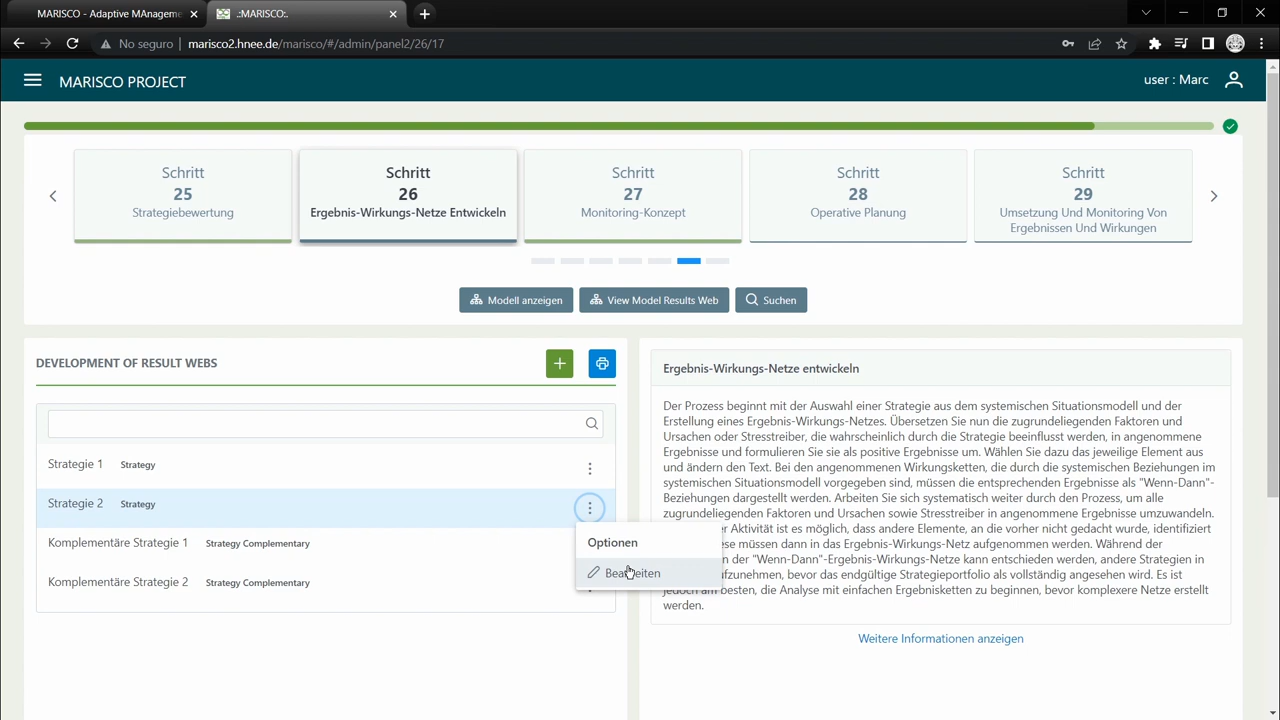 MARISCO - Adaptive MAnageme
.:MARISCO:.
No seguro
marisco2.hnee.de/marisco/#/admin/panel2/26/17
MARISCO PROJECT
user : Marc
Schritt
25
Strategiebewertung
Schritt
26
Ergebnis-Wirkungs-Netze Entwickeln
Schritt
27
Monitoring-Konzept
Schritt
28
Operative Planung
Schritt
29
Umsetzung Und Monitoring Von
Ergebnissen Und Wirkungen
Modell anzeigen
View Model Results Web
Suchen
DEVELOPMENT OF RESULT WEBS
Strategie 1 Strategy
Strategie 2 Strategy
Komplementäre Strategie 1 Strategy Complementary
Komplementäre Strategie 2 Strategy Complementary
Optionen
Bearbeiten
Ergebnis-Wirkungs-Netze entwickeln
Der Prozess beginnt mit der Auswahl einer Strategie aus dem systemischen Situationsmodell und der
Erstellung eines Ergebnis-Wirkungs-Netzes. Übersetzen Sie nun die zugrundeliegenden Faktoren und
Ursachen oder Stresstreiber, die wahrscheinlich durch die Strategie beeinflusst werden, in angenommene
Ergebnisse und formulieren Sie sie als positive Ergebnisse um. Wählen Sie dazu das jeweilige Element aus
und ändern den Text. Bei den angenommenen Wirkungsketten, die durch die systemischen Beziehungen im
systemischen Situationsmodell vorgegeben sind, müssen die entsprechenden Ergebnisse als "Wenn-Dann"-
Beziehungen dargestellt werden. Arbeiten Sie sich systematisch weiter durch den Prozess, um alle
zugrundeliegenden Faktoren und Ursachen sowie Stresstreiber in angenommene Ergebnisse umzuwandeln.
Aktivität ist es möglich, dass andere Elemente, an die vorher nicht gedacht wurde, identifiziert
müssen dann in das Ergebnis-Wirkungs-Netz aufgenommen werden. Während der
der "Wenn-Dann"-Ergebnis-Wirkungs-Netze kann entschieden werden, andere Strategien in
bevor das endgültige Strategieportfolio als vollständig angesehen wird. Es ist
jedoch am besten, die Analyse mit einfachen Ergebnisketten zu beginnen, bevor komplexere Netze erstellt
werden.
Weitere Informationen anzeigen